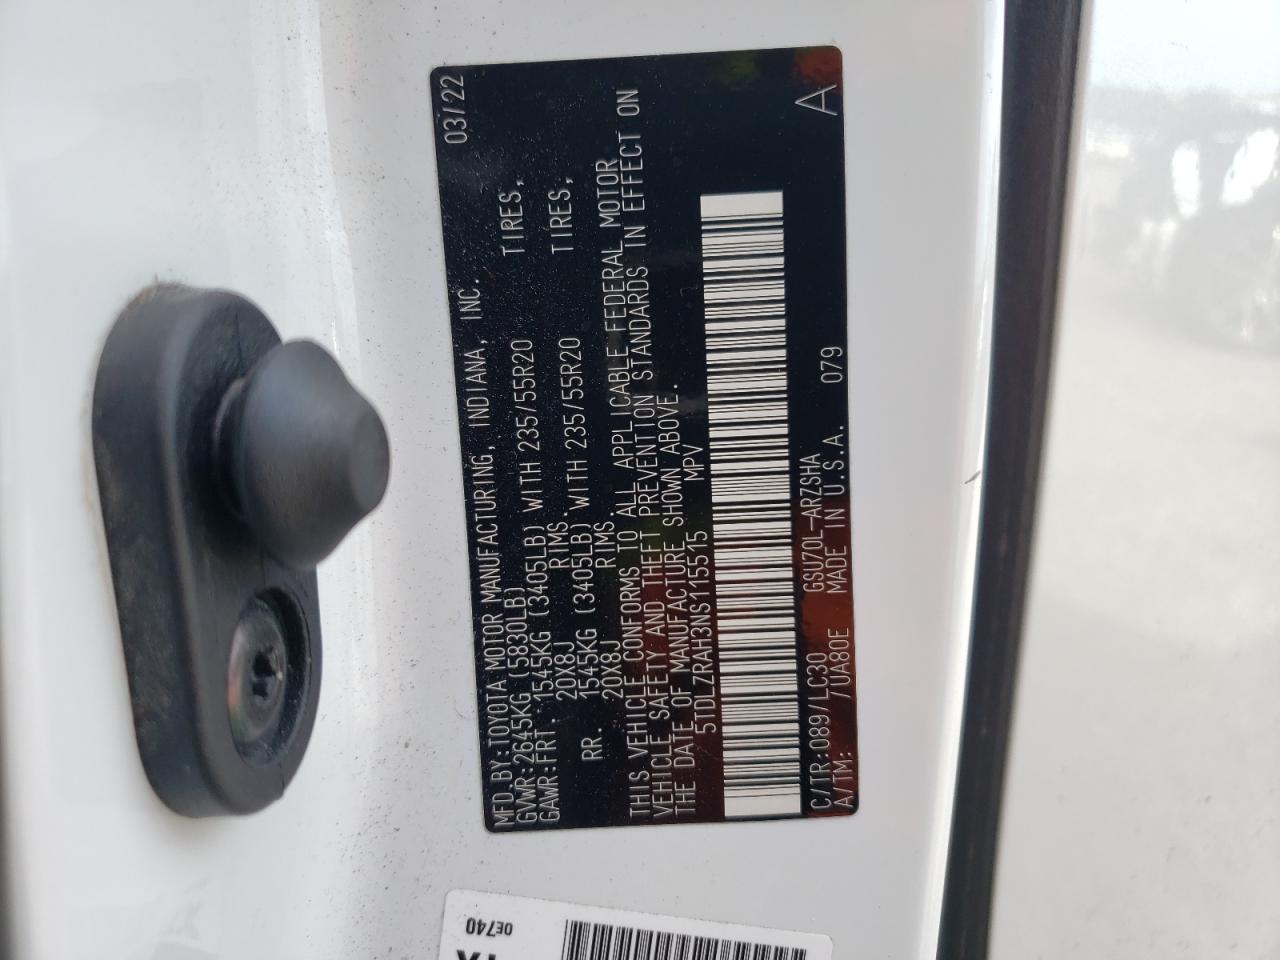 MFD.BY:TOYOTA MOTOR MANUFACTURING, INDIANA, INC. 03/22
GVWR:2645KG (5830LB)
GAWR:FRT. 1545KG (3405LB) WITH 235/55R20 TIRES,
20X8J RIMS,
RR. 1545KG (3405LB) WITH 235/55R20 TIRES,
20X8J RIMS,
THIS VEHICLE CONFORMS TO ALL APPLICABLE FEDERAL MOTOR
VEHICLE SAFETY AND THEFT PREVENTION STANDARDS IN EFFECT ON
THE DATE OF MANUFACTURE SHOWN ABOVE.
5TDLZRAH3NS115515 MPV
C/TR:089/LC30 GSU70L-ARZSHA
A/TM: 7UA80E MADE IN U.S.A. 079 A
0E740